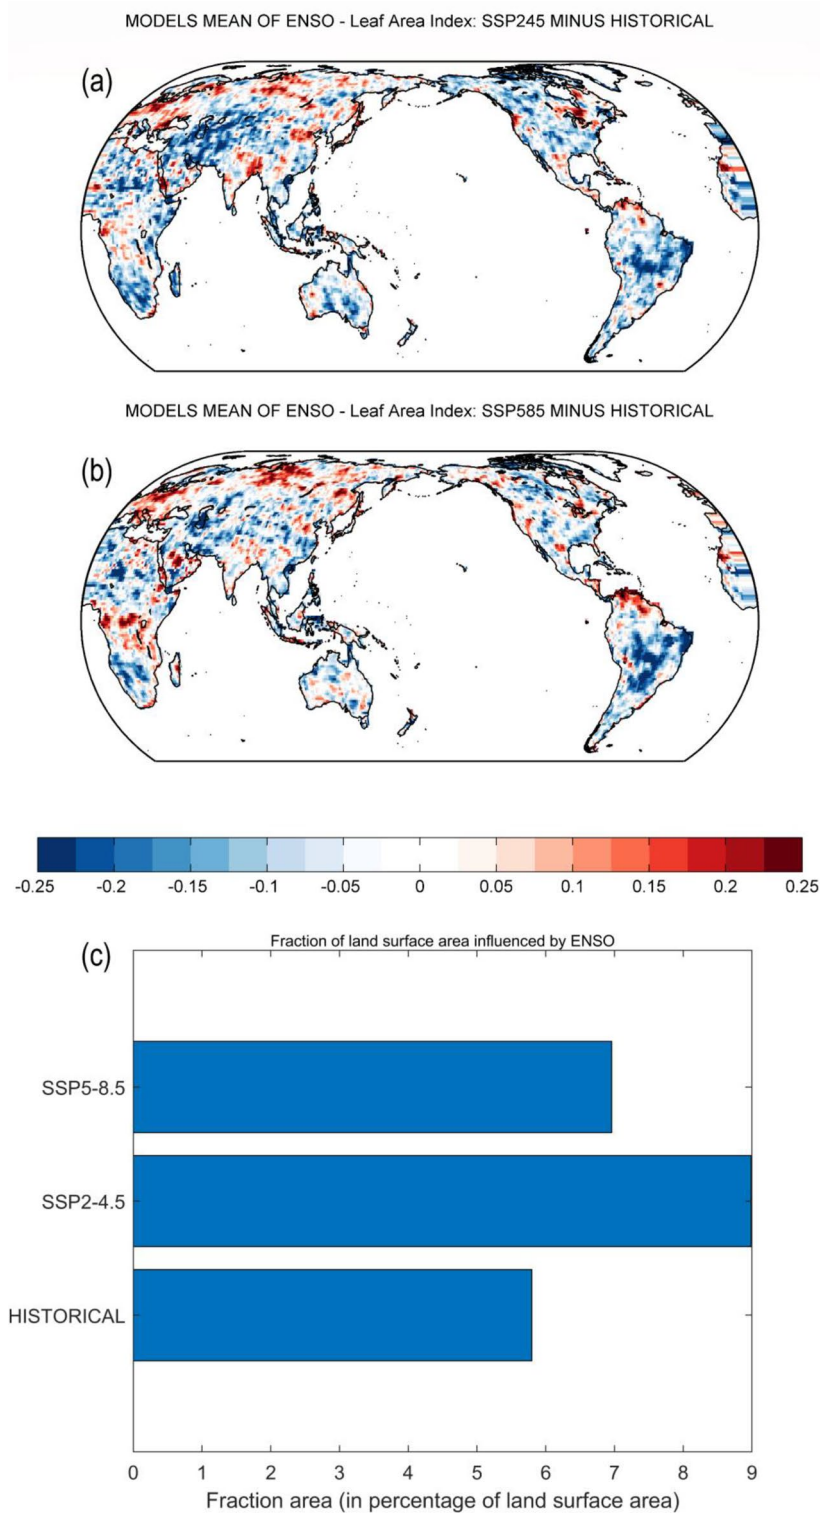 MODELS MEAN OF ENSO - Leaf Area Index: SSP245 MINUS HISTORICAL
(a)
MODELS MEAN OF ENSO - Leaf Area Index: SSP585 MINUS HISTORICAL
(b)
-0.25 -0.2 -0.15 -0.1 -0.05 0 0.05 0.1 0.15 0.2 0.25
(c)
Fraction of land surface area influenced by ENSO
SSP5-8.5
SSP2-4.5
HISTORICAL
0 1 2 3 4 5 6 7 8 9
Fraction area (in percentage of land surface area)